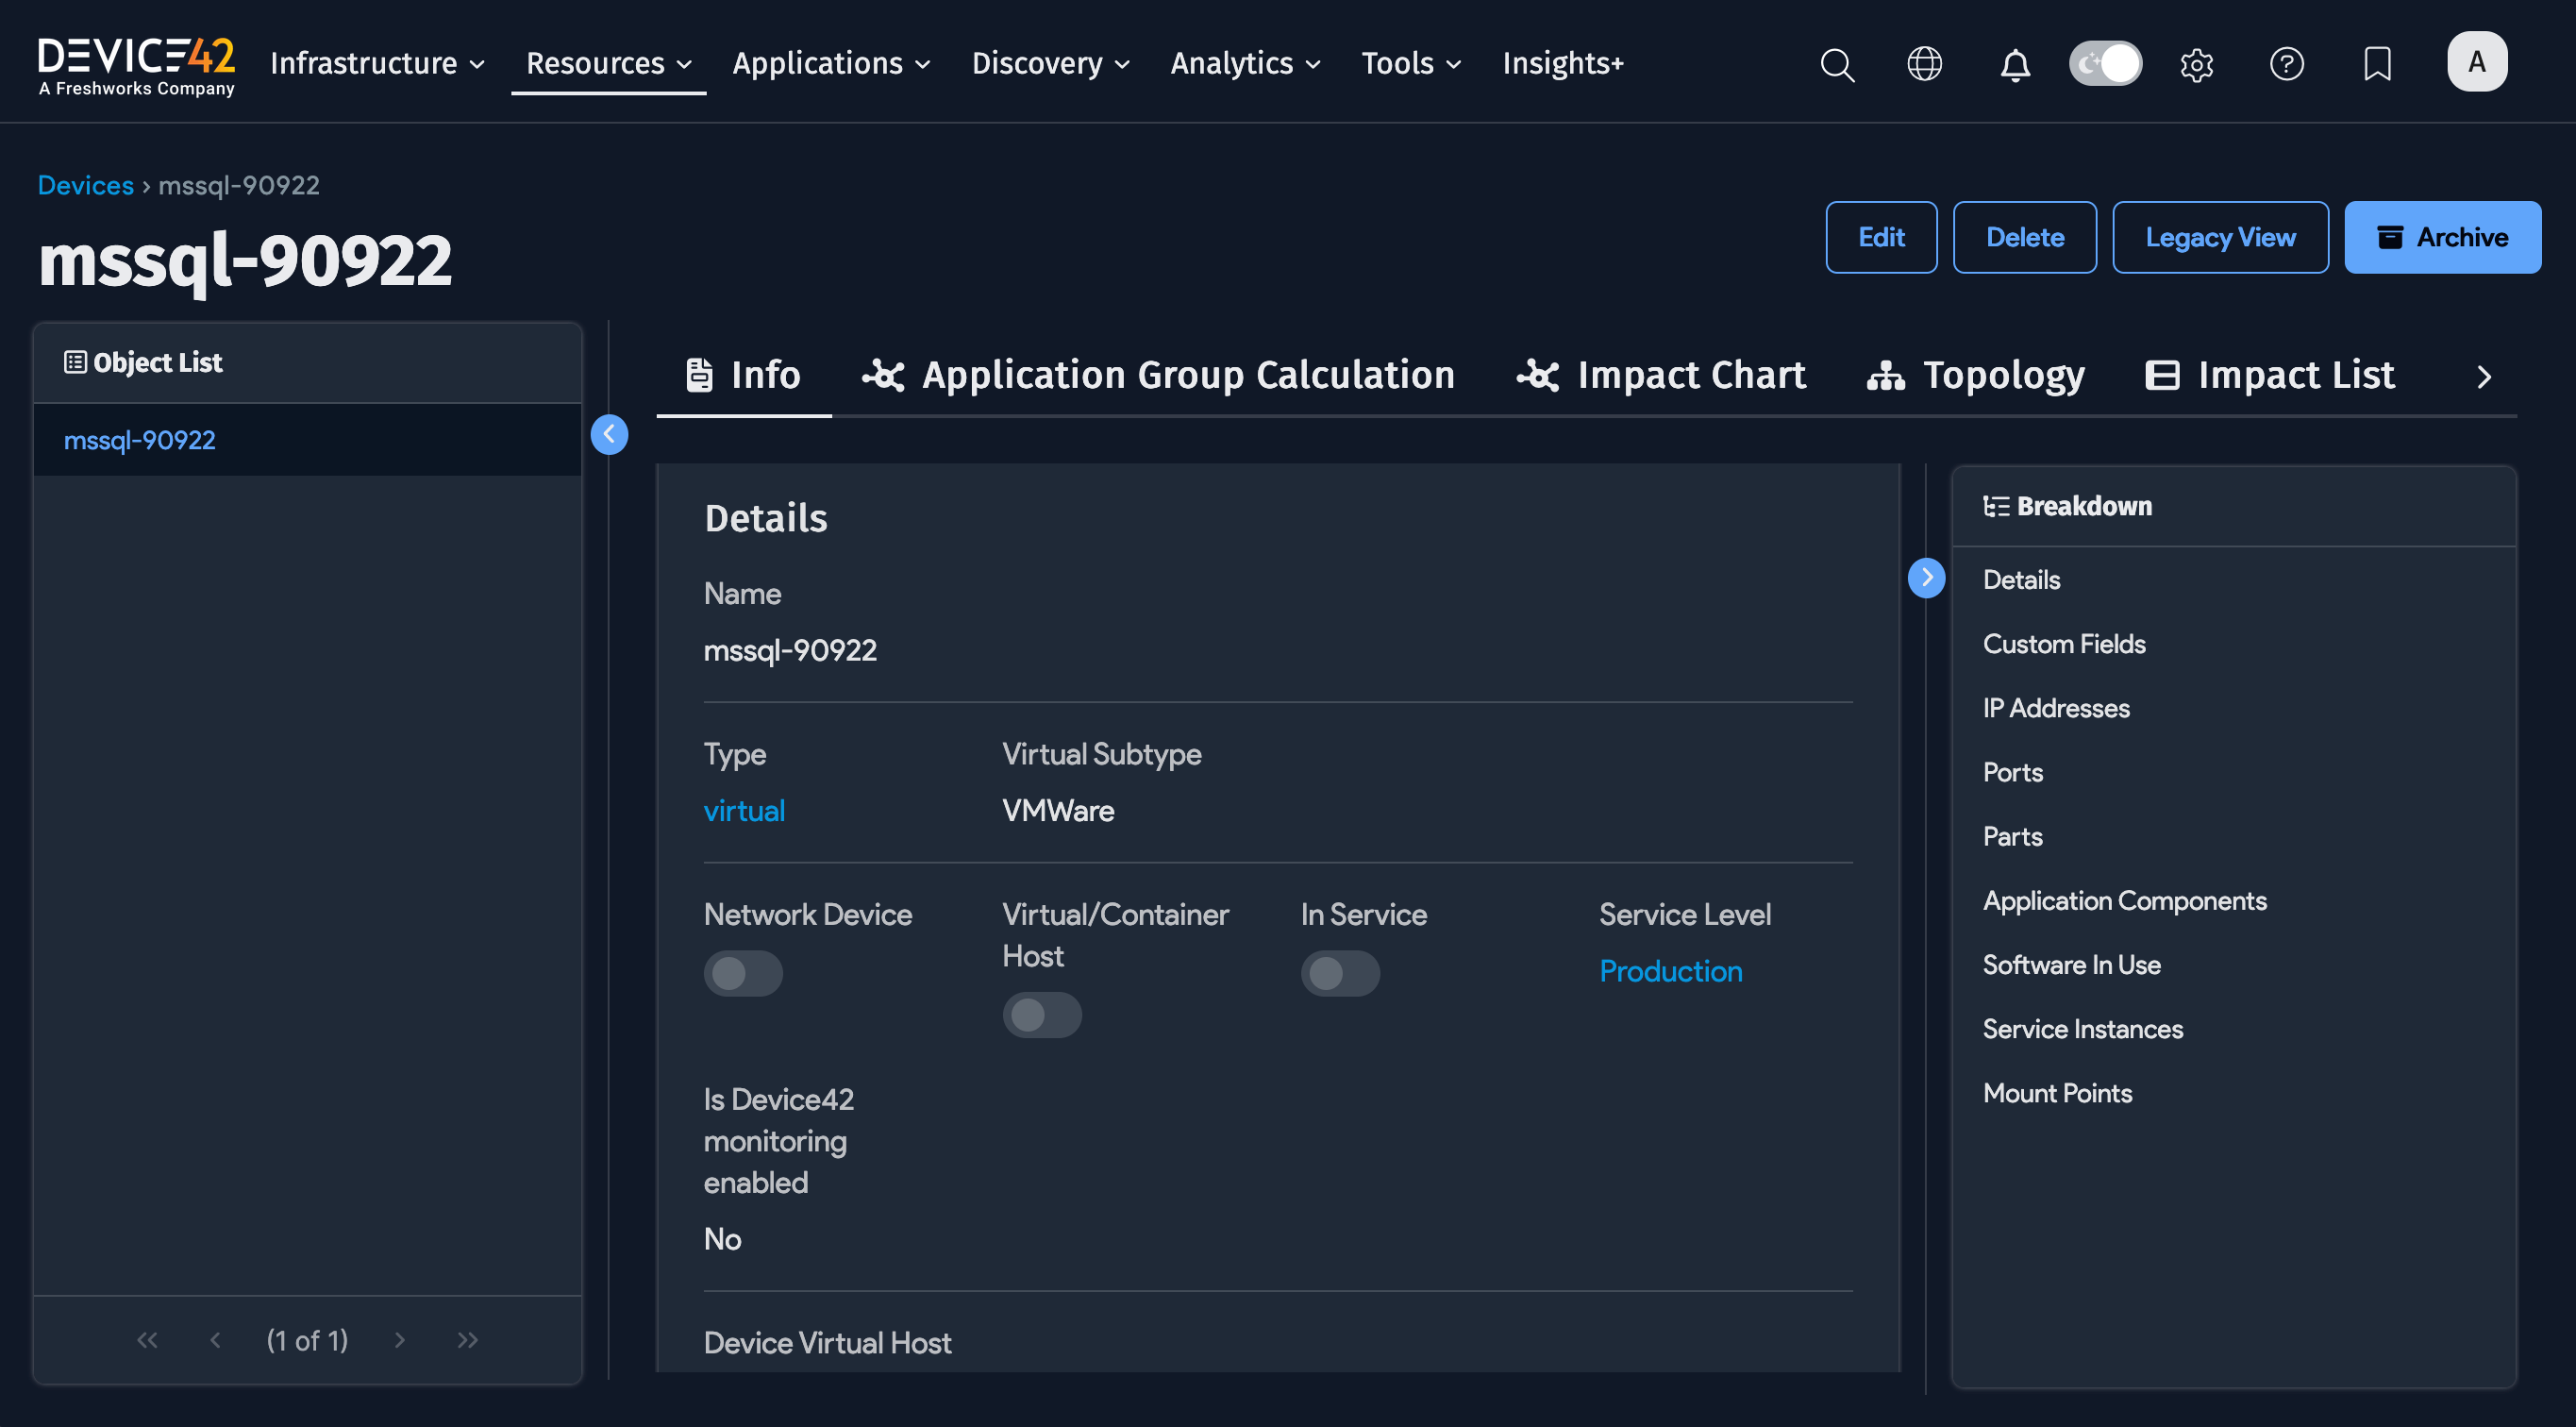 DEVICE42
A Freshworks Company
Infrastructure
Resources
Applications
Discovery
Analytics
Tools
Insights+
A
Devices › mssql-90922
mssql-90922
Edit
Delete
Legacy View
Archive
Object List
mssql-90922
(1 of 1)
Info
Application Group Calculation
Impact Chart
Topology
Impact List
Details
Name
mssql-90922
Type
Virtual Subtype
virtual
VMWare
Network Device
Virtual/Container
Host
In Service
Service Level
Production
Is Device42
monitoring
enabled
No
Device Virtual Host
Breakdown
Details
Custom Fields
IP Addresses
Ports
Parts
Application Components
Software In Use
Service Instances
Mount Points